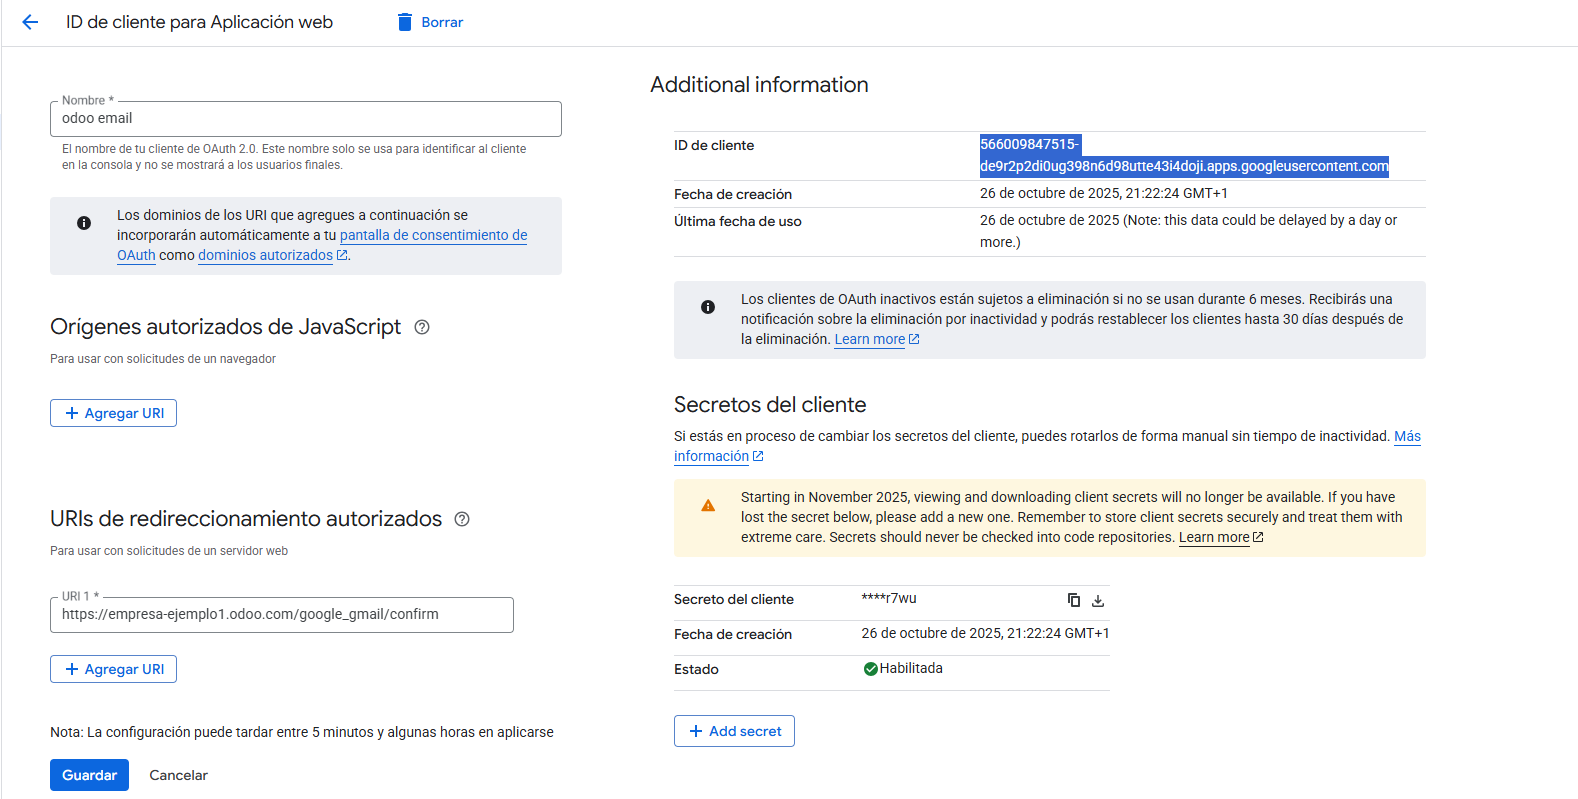 ID de cliente para Aplicación web
Borrar
Nombre *
odoo email
El nombre de tu cliente de OAuth 2.0. Este nombre solo se usa para identificar al cliente
en la consola y no se mostrará a los usuarios finales.
Los dominios de los URI que agregues a continuación se
incorporarán automáticamente a tu pantalla de consentimiento de
OAuth como dominios autorizados.
Orígenes autorizados de JavaScript
Para usar con solicitudes de un navegador
Agregar URI
URIs de redireccionamiento autorizados
Para usar con solicitudes de un servidor web
URI 1 *
https://empresa-ejemplo1.odoo.com/google_gmail/confirm
Agregar URI
Nota: La configuración puede tardar entre 5 minutos y algunas horas en aplicarse
Guardar Cancelar
Additional information
ID de cliente
566009847515-
de9r2p2di0ug398n6d98utte43i4doji.apps.googleusercontent.com
Fecha de creación 26 de octubre de 2025, 21:22:24 GMT+1
Última fecha de uso 26 de octubre de 2025 (Note: this data could be delayed by a day or
more.)
Los clientes de OAuth inactivos están sujetos a eliminación si no se usan durante 6 meses. Recibirás una
notificación sobre la eliminación por inactividad y podrás restablecer los clientes hasta 30 días después de
la eliminación. Learn more
Secretos del cliente
Si estás en proceso de cambiar los secretos del cliente, puedes rotarlos de forma manual sin tiempo de inactividad. Más
información
Starting in November 2025, viewing and downloading client secrets will no longer be available. If you have
lost the secret below, please add a new one. Remember to store client secrets securely and treat them with
extreme care. Secrets should never be checked into code repositories. Learn more
Secreto del cliente ****r7wu
Fecha de creación 26 de octubre de 2025, 21:22:24 GMT+1
Estado Habilitada
Add secret